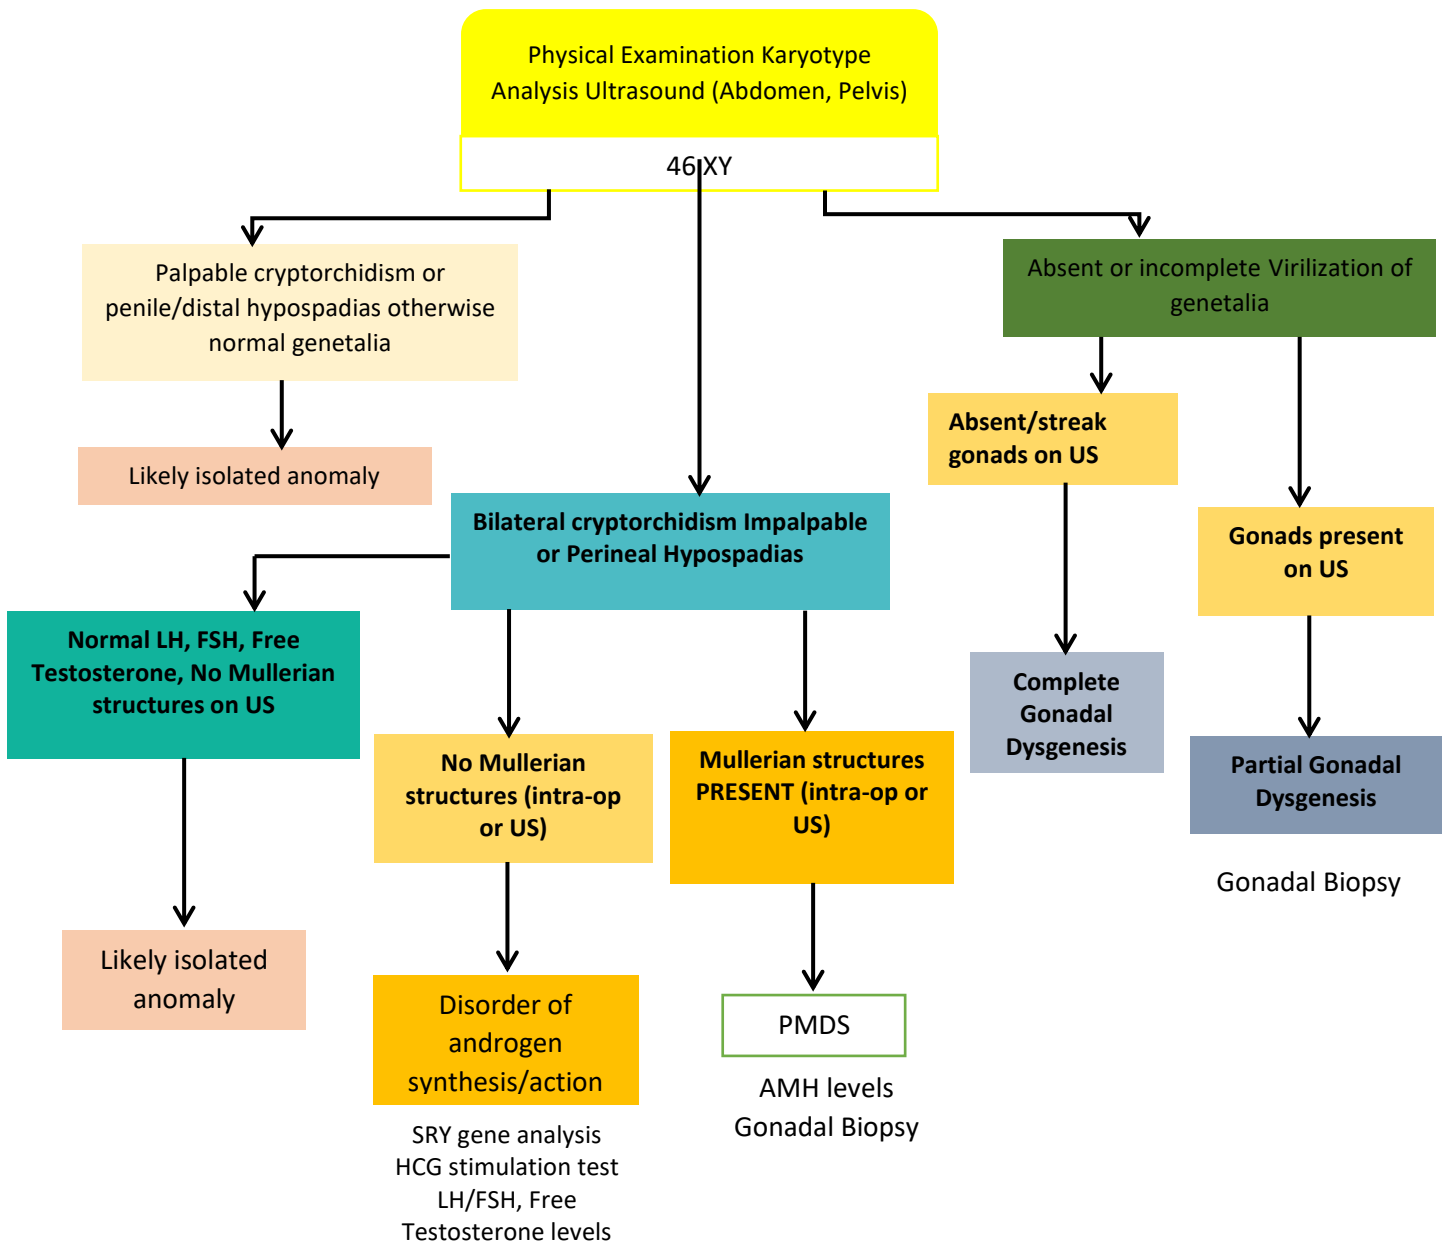 Physical Examination Karyotype
Analysis Ultrasound (Abdomen, Pelvis)
46 XY
Palpable cryptorchidism or
penile/distal hypospadias otherwise
normal genetalia
Absent or incomplete Virilization of
genetalia
Likely isolated anomaly
Absent/streak
gonads on US
Bilateral cryptorchidism Impalpable
or Perineal Hypospadias
Gonads present
on US
Normal LH, FSH, Free
Testosterone, No Mullerian
structures on US
Complete
Gonadal
Dysgenesis
No Mullerian
structures (intra-op
or US)
Mullerian structures
PRESENT (intra-op or
US)
Partial Gonadal
Dysgenesis
Gonadal Biopsy
Likely isolated
anomaly
Disorder of
androgen
synthesis/action
PMDS
AMH levels
Gonadal Biopsy
SRY gene analysis
HCG stimulation test
LH/FSH, Free
Testosterone levels